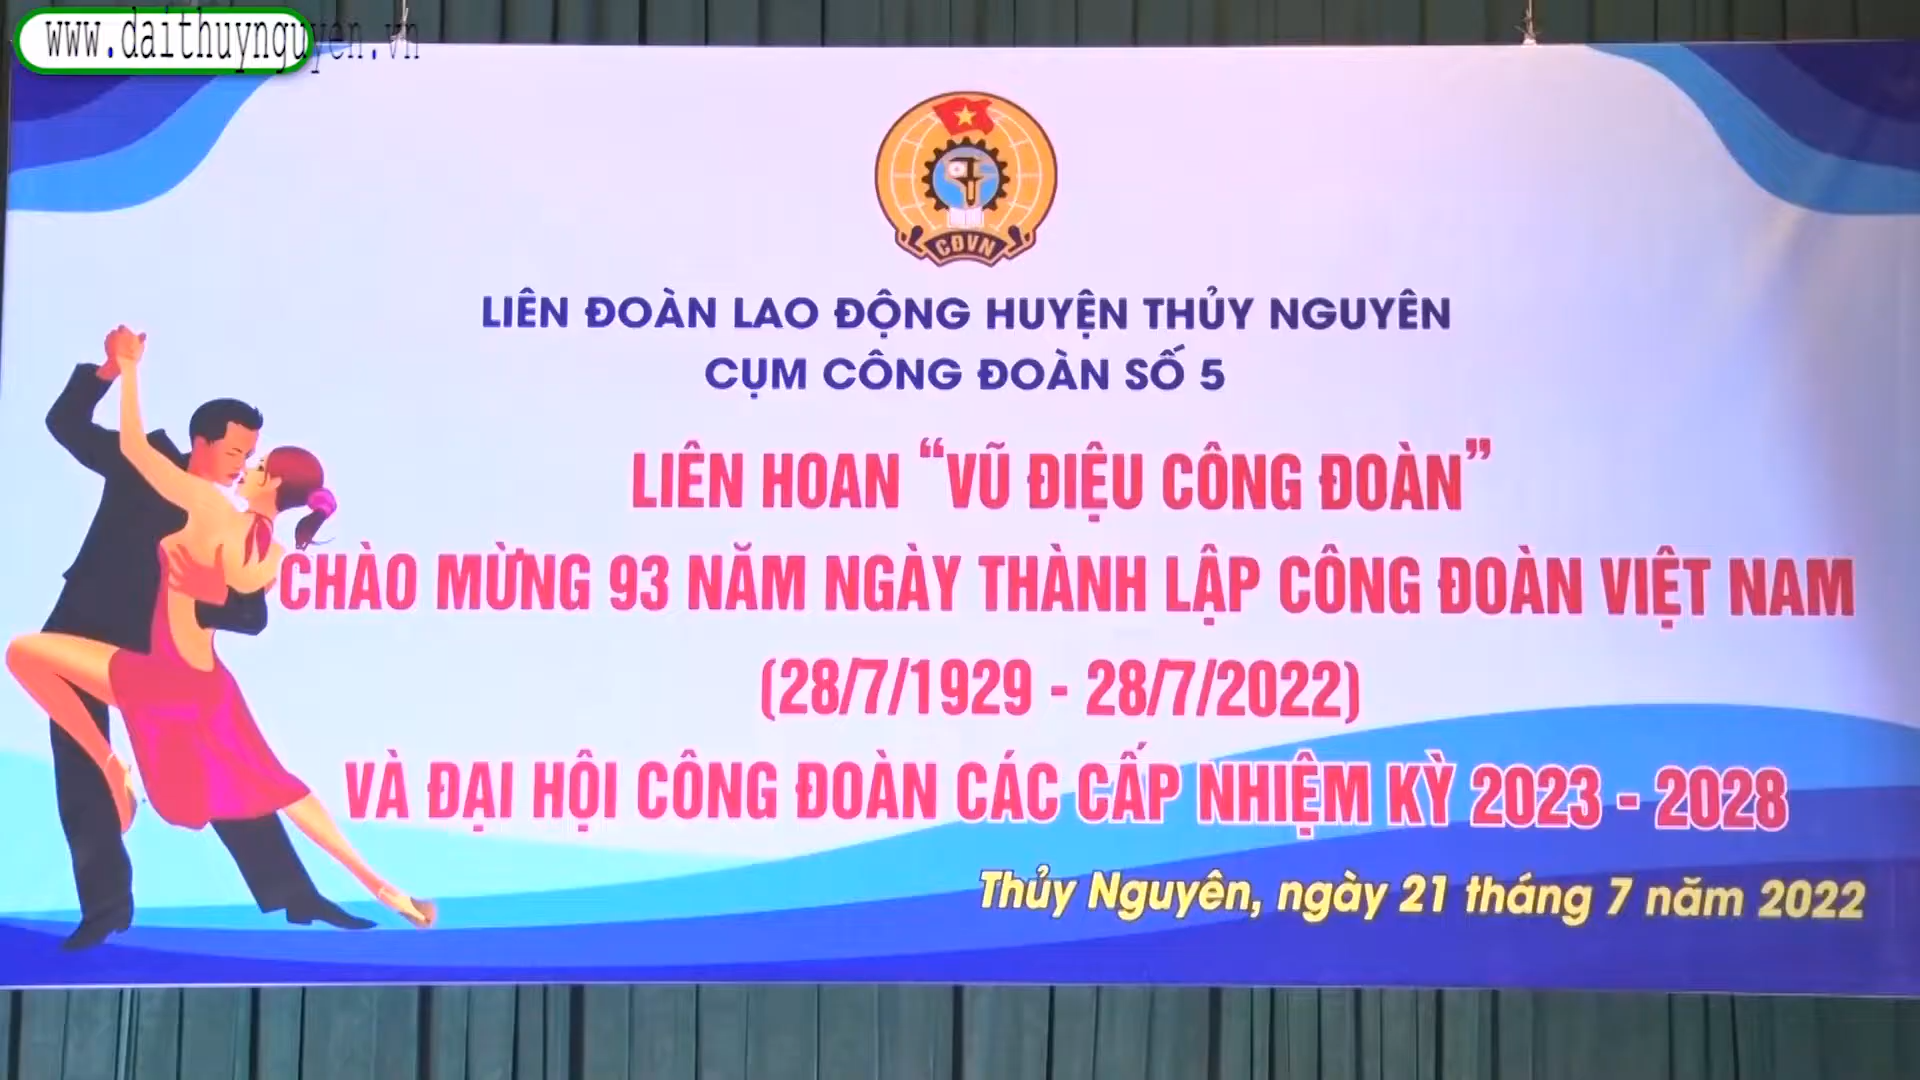 www.daithuynguyen.vn
CĐVN
LIÊN ĐOÀN LAO ĐỘNG HUYỆN THỦY NGUYÊN
CỤM CÔNG ĐOÀN SỐ 5
LIÊN HOAN “VŨ ĐIỆU CÔNG ĐOÀN”
CHÀO MỪNG 93 NĂM NGÀY THÀNH LẬP CÔNG ĐOÀN VIỆT NAM
(28/7/1929 - 28/7/2022)
VÀ ĐẠI HỘI CÔNG ĐOÀN CÁC CẤP NHIỆM KỲ 2023 - 2028
Thủy Nguyên, ngày 21 tháng 7 năm 2022